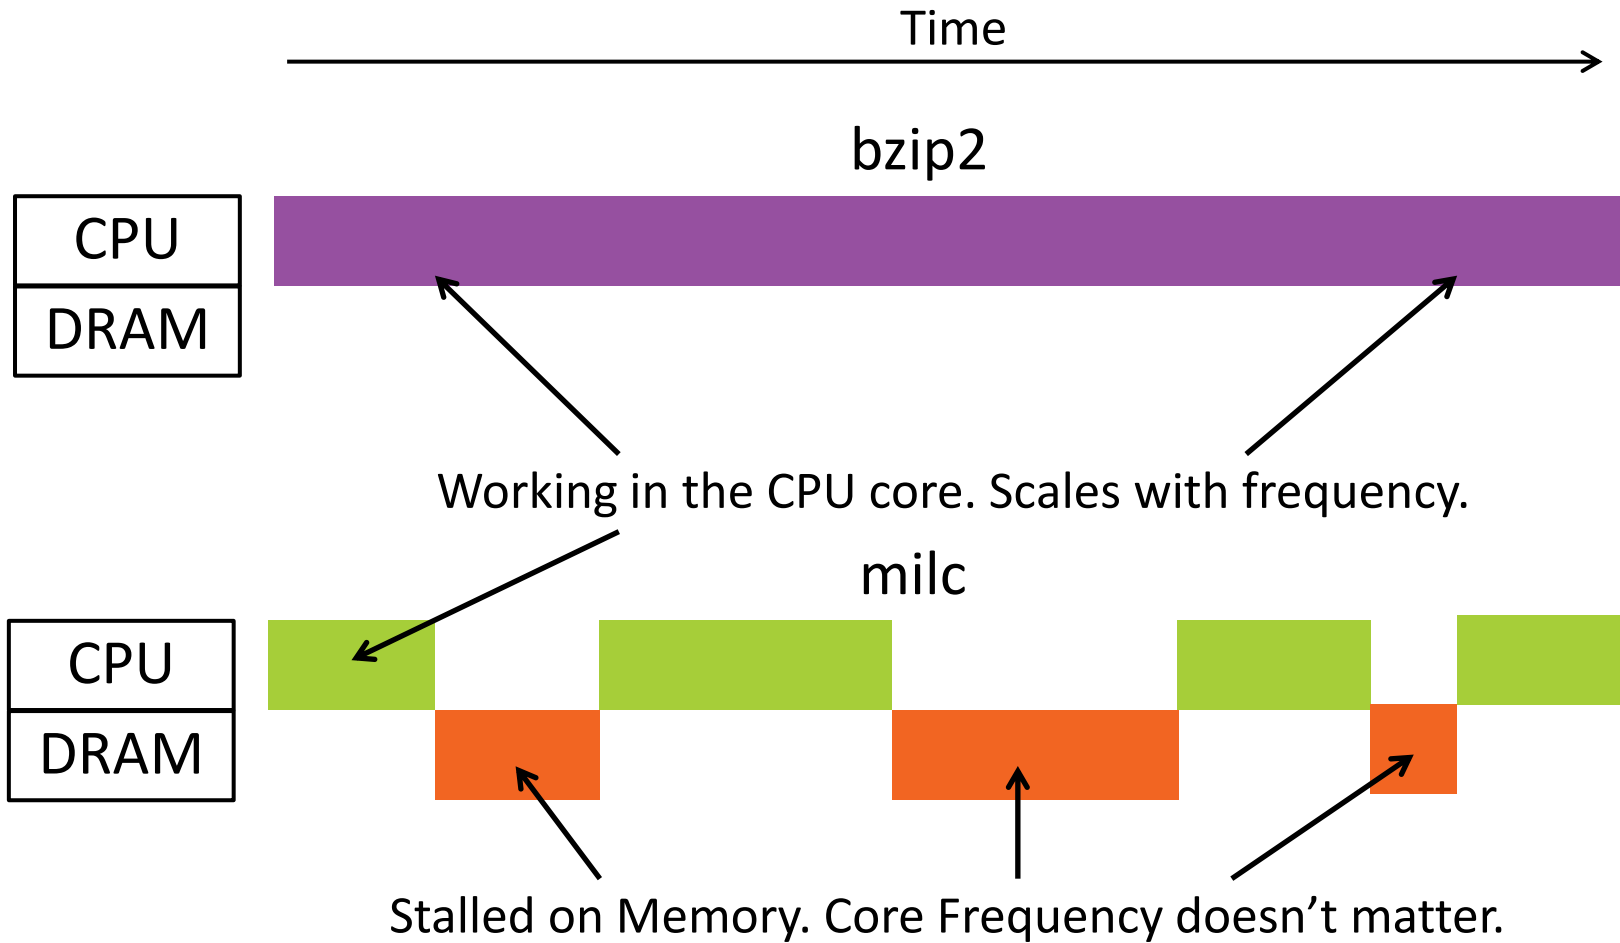 Time
bzip2
CPU
DRAM
Working in the CPU core. Scales with frequency.
milc
CPU
DRAM
Stalled on Memory. Core Frequency doesn’t matter.